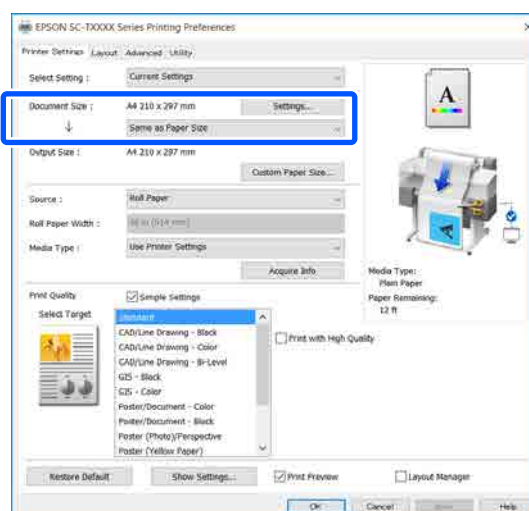 EPSON SC-TXXXX Series Printing Preferences
Printer Settings Layout Advanced Utility
Select Setting : Current Settings
Document Size : A4 210 x 297 mm Settings...
↓ Same as Paper Size
Output Size : A4 210 x 297 mm
Custom Paper Size...
Source : Roll Paper
Roll Paper Width :
Media Type : Use Printer Settings
Acquire Info
A
Media Type:
Plain Paper
Paper Remaining:
12 ft
Print Quality Simple Settings
Select Target Standard
CAD/Line Drawing - Black
CAD/Line Drawing - Color
CAD/Line Drawing - Bi-Level
GIS - Black
GIS - Color
Poster/Document - Color
Poster/Document - Black
Poster (Photo)/Perspective
Poster (Yellow Paper)
Print with High Quality
Restore Default Show Settings... Print Preview Layout Manager
OK Cancel Help